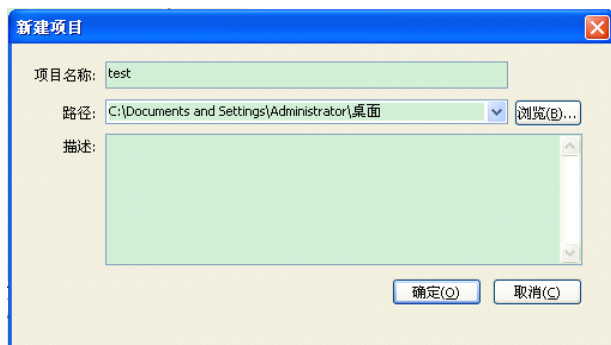 新建项目
项目名称: test
路径: C:\Documents and Settings\Administrator\桌面 浏览(B)...
描述:
确定(O) 取消(C)